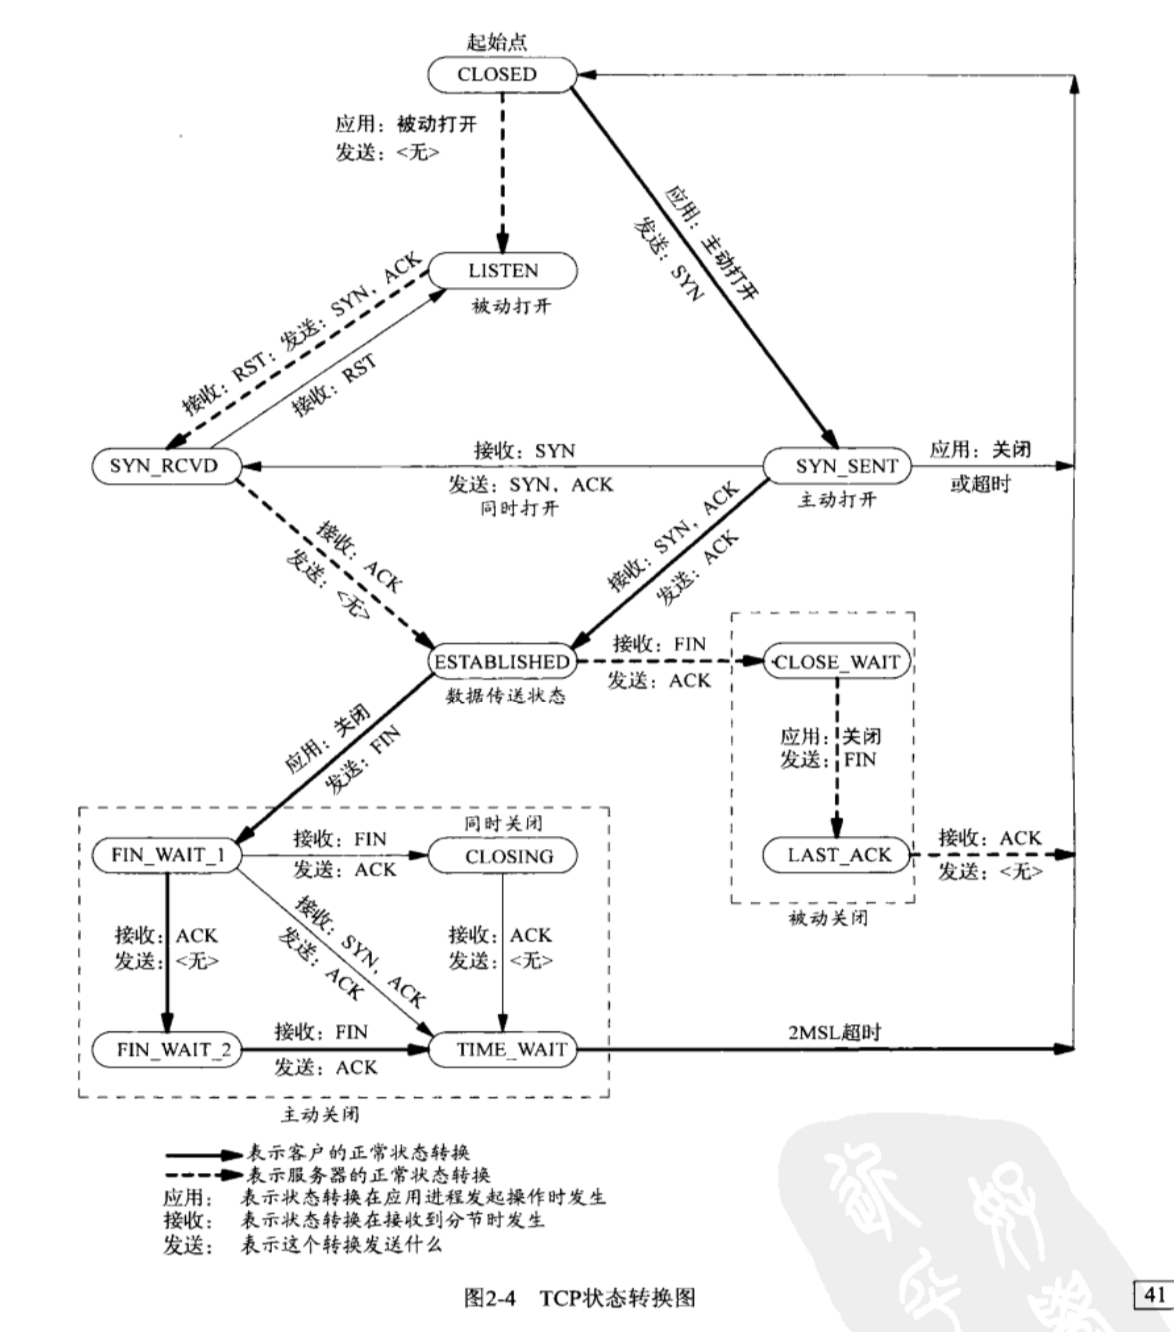 起始点
CLOSED
应用：被动打开
发送：<无>
应用：主动打开
发送：SYN
LISTEN
被动打开
接收：RST；发送：SYN，ACK
接收：RST
SYN_RCVD
接收：SYN
发送：SYN，ACK
同时打开
SYN_SENT
主动打开
应用：关闭
或超时
接收：ACK
发送：<无>
接收：SYN，ACK
发送：ACK
ESTABLISHED
数据传送状态
接收：FIN
发送：ACK
CLOSE_WAIT
应用：关闭
发送：FIN
应用：关闭
发送：FIN
LAST_ACK
接收：ACK
发送：<无>
被动关闭
同时关闭
FIN_WAIT_1
接收：FIN
发送：ACK
CLOSING
接收：ACK
发送：<无>
接收：SYN，ACK
发送：ACK
接收：ACK
发送：<无>
FIN_WAIT_2
接收：FIN
发送：ACK
TIME_WAIT
2MSL超时
主动关闭
表示客户的正常状态转换
表示服务器的正常状态转换
应用： 表示状态转换在应用进程发起操作时发生
接收： 表示状态转换在接收到分节时发生
发送： 表示这个转换发送什么
图2-4 TCP状态转换图
41